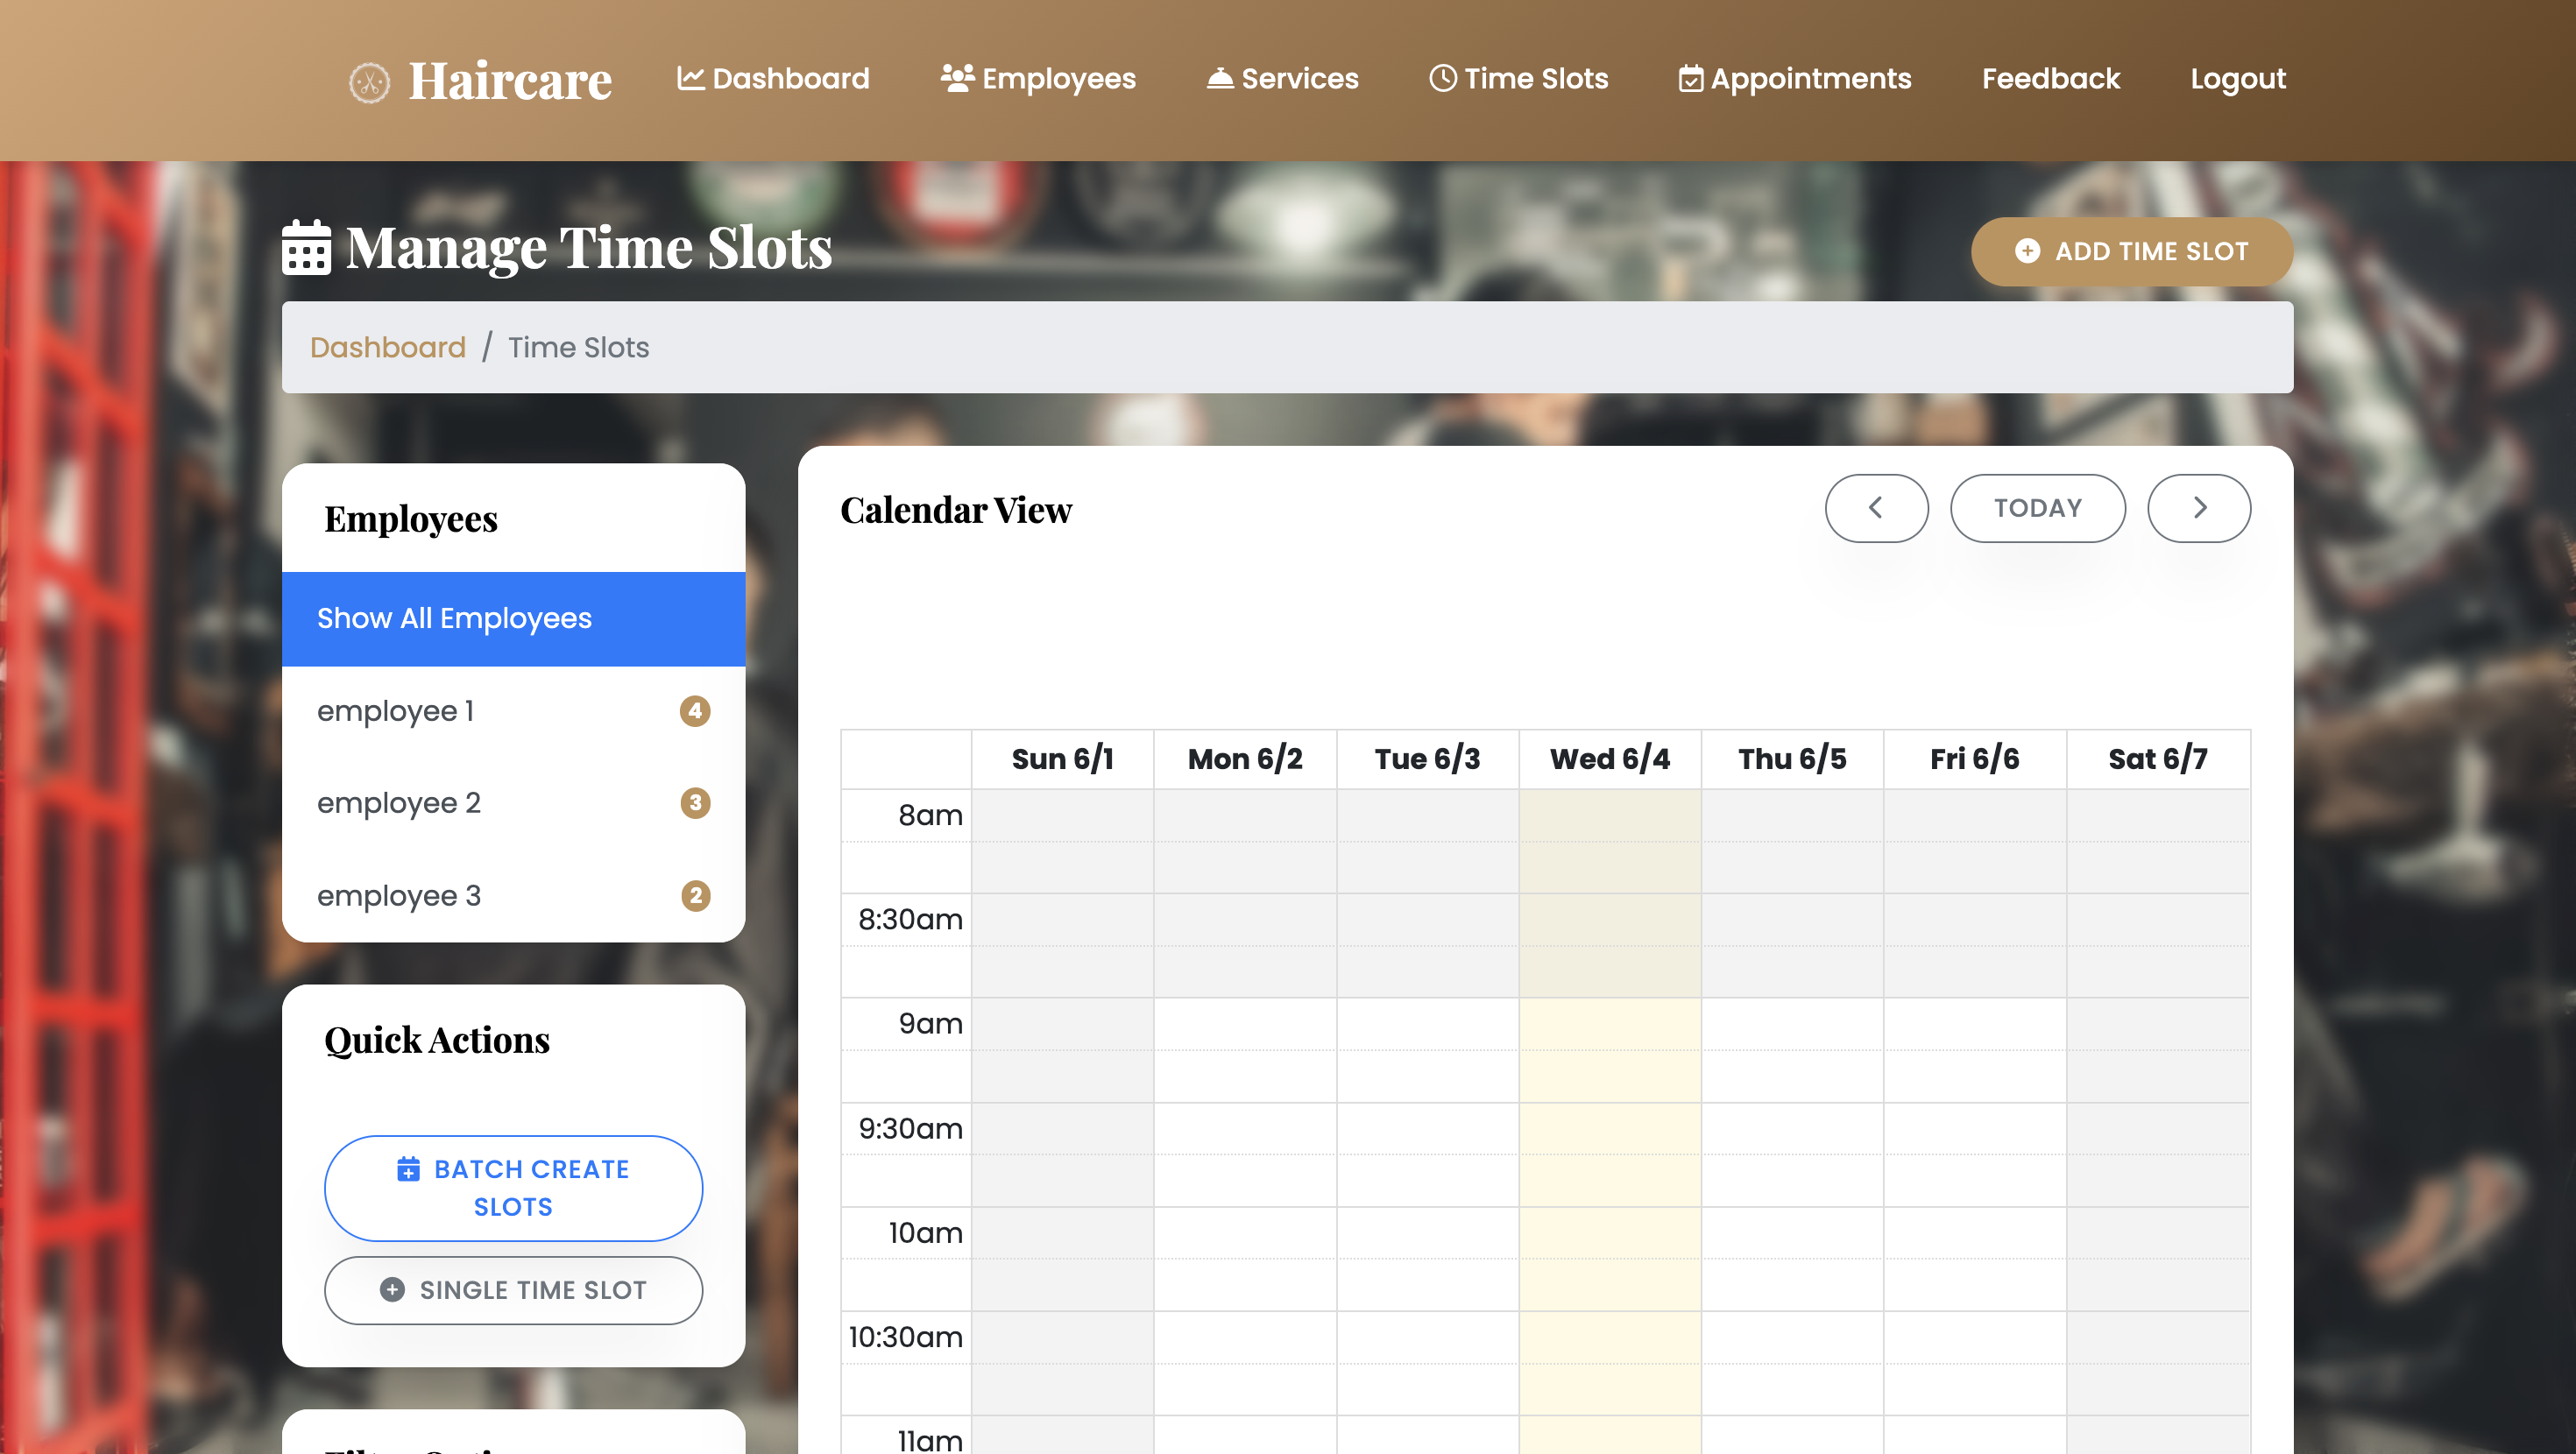 Haircare
Dashboard
Employees
Services
Time Slots
Appointments
Feedback
Logout
Manage Time Slots
ADD TIME SLOT
Dashboard / Time Slots
Employees
Show All Employees
employee 1 4
employee 2 3
employee 3 2
Quick Actions
BATCH CREATE
SLOTS
SINGLE TIME SLOT
Calendar View
TODAY
Sun 6/1 Mon 6/2 Tue 6/3 Wed 6/4 Thu 6/5 Fri 6/6 Sat 6/7
8am
8:30am
9am
9:30am
10am
10:30am
11am